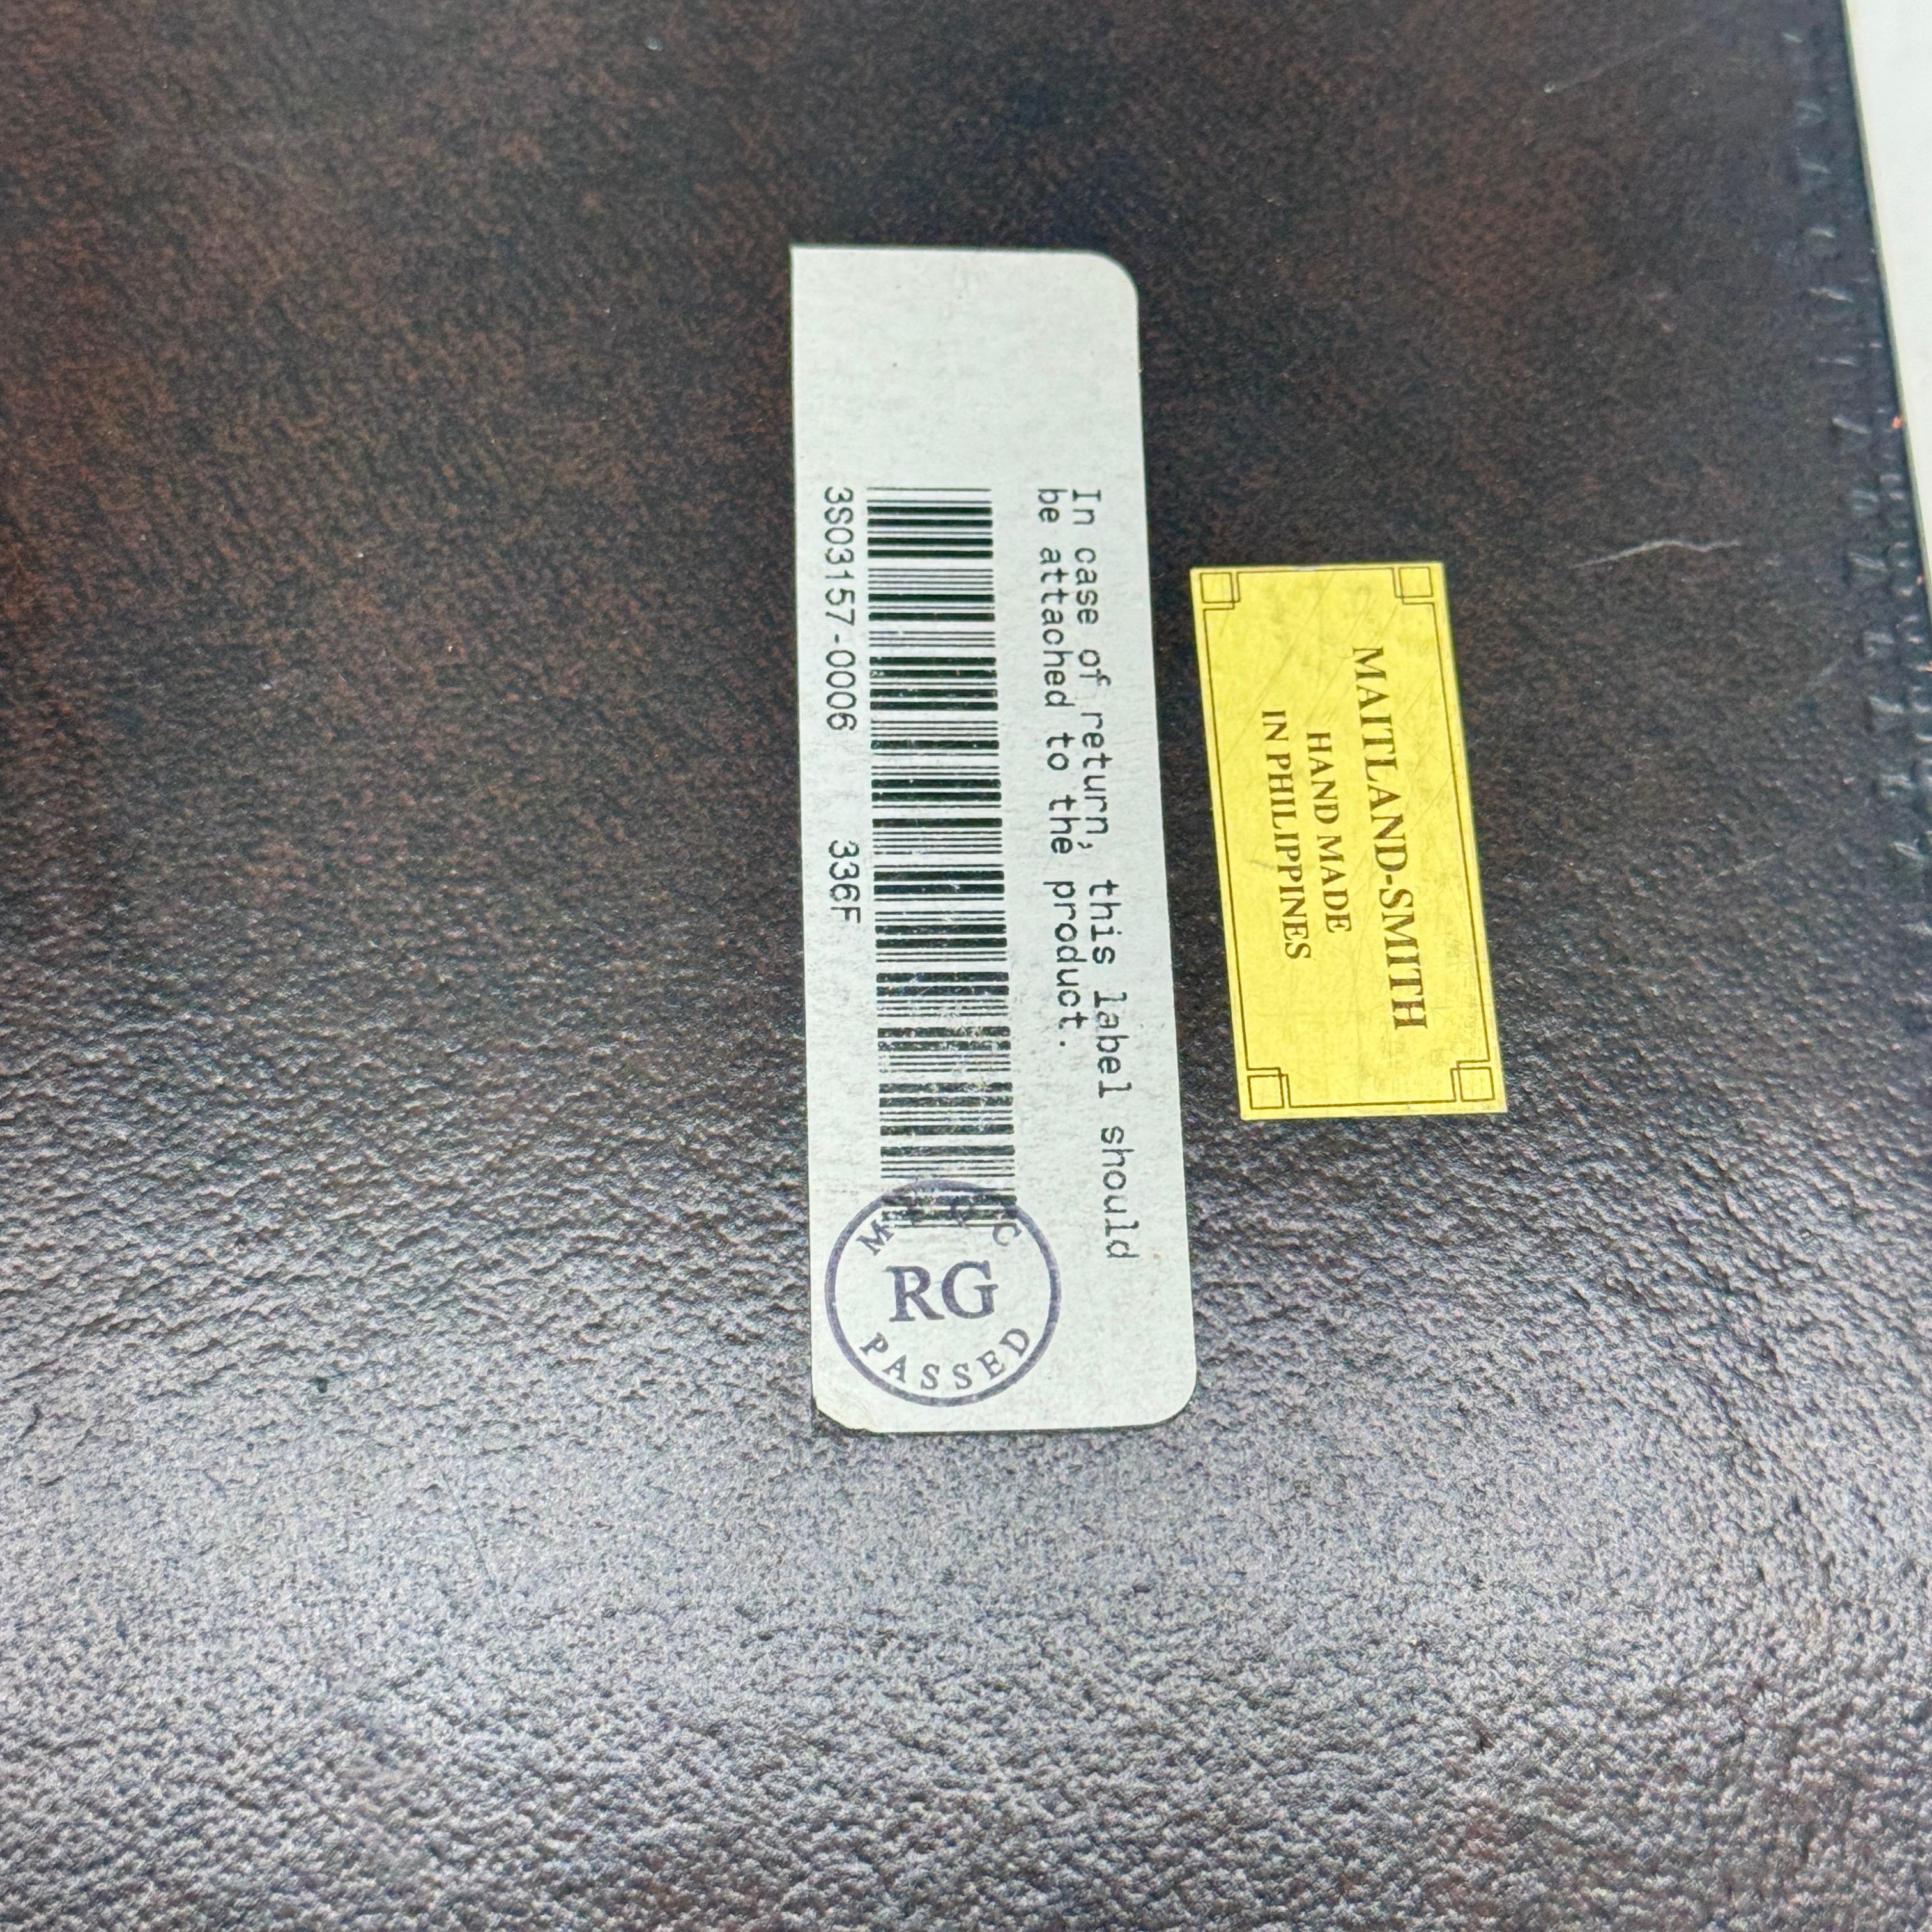 In case of return, this label should
be attached to the product.
3S03157-0006 336F
RG
PASSED
MAITLAND-SMITH
HAND MADE
IN PHILIPPINES